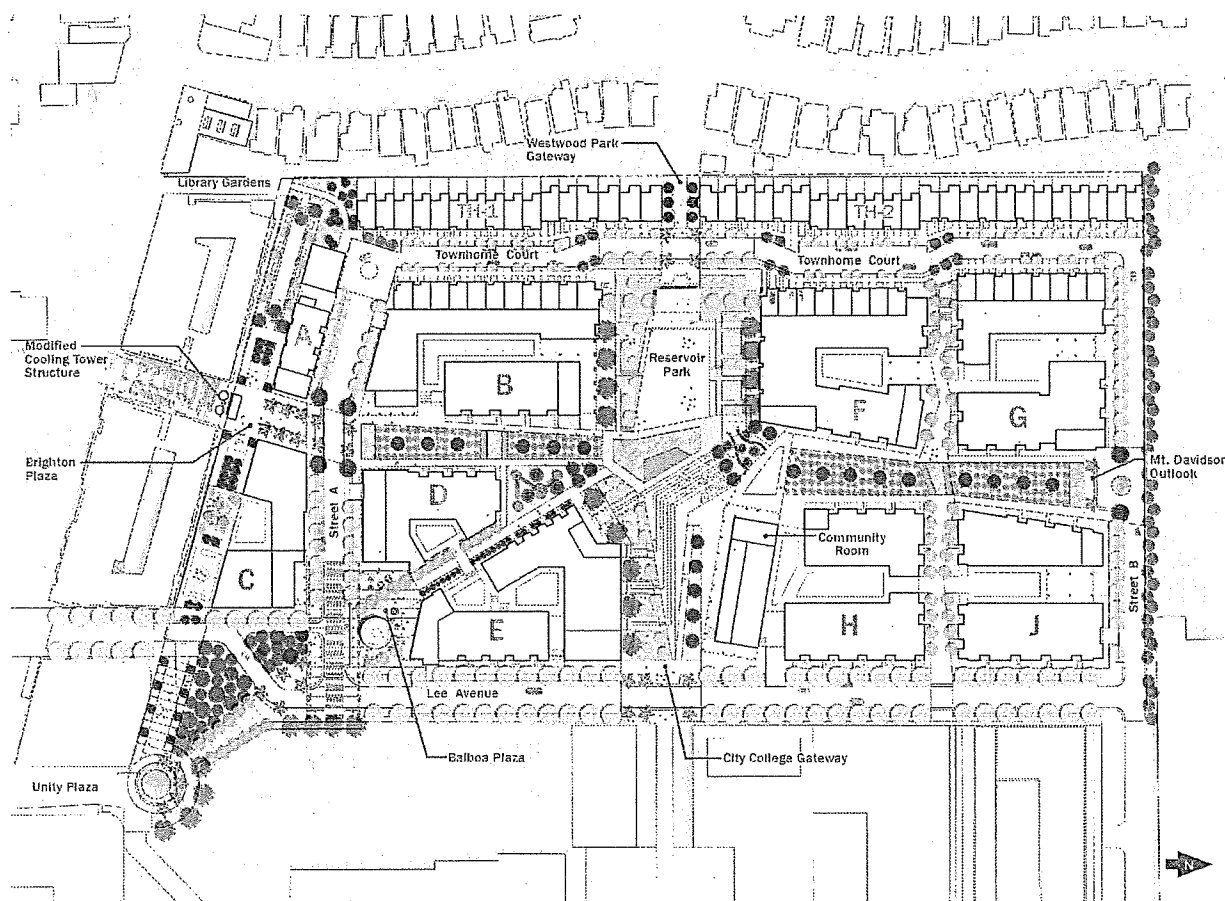 Westwood Park
Gateway
Library Gardens
TH-1
TH-2
Townhome Court
Townhome Court
Modified
Cooling Tower
Structure
A
B
Reservoir
Park
F
G
Brighton
Plaza
Mt. Davidson
Outlook
D
Street A
Community
Room
C
E
H
J
Street B
Lee Avenue
Balboa Plaza
City College Gateway
Unity Plaza
N